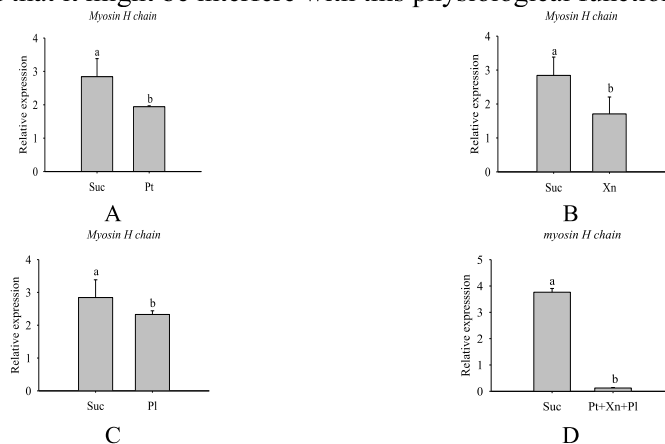 that it might be interfere with this physiological function
Myosin H chain
Relative expression
4
3
2
1
0
a
b
Suc
Pt
A
Myosin H chain
Relative expression
4
3
2
1
0
a
b
Suc
Xn
B
Myosin H chain
Relative expression
4
3
2
1
0
a
b
Suc
Pl
C
myosin H chain
Relative expresssion
5
4
3
2
1
0
a
b
Suc
Pt+Xn+Pl
D